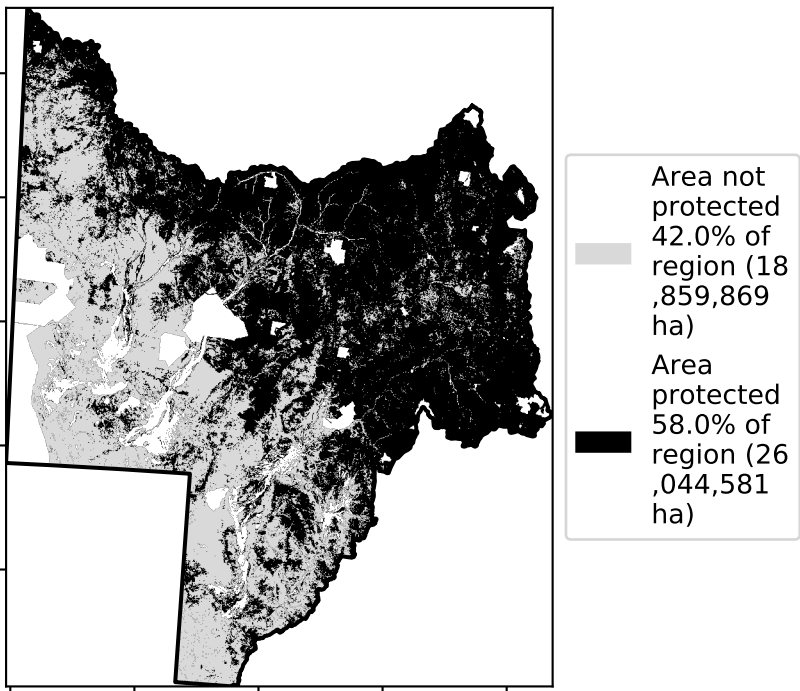 Area not
protected
42.0% of
region (18
,859,869
ha)
Area
protected
58.0% of
region (26
,044,581
ha)